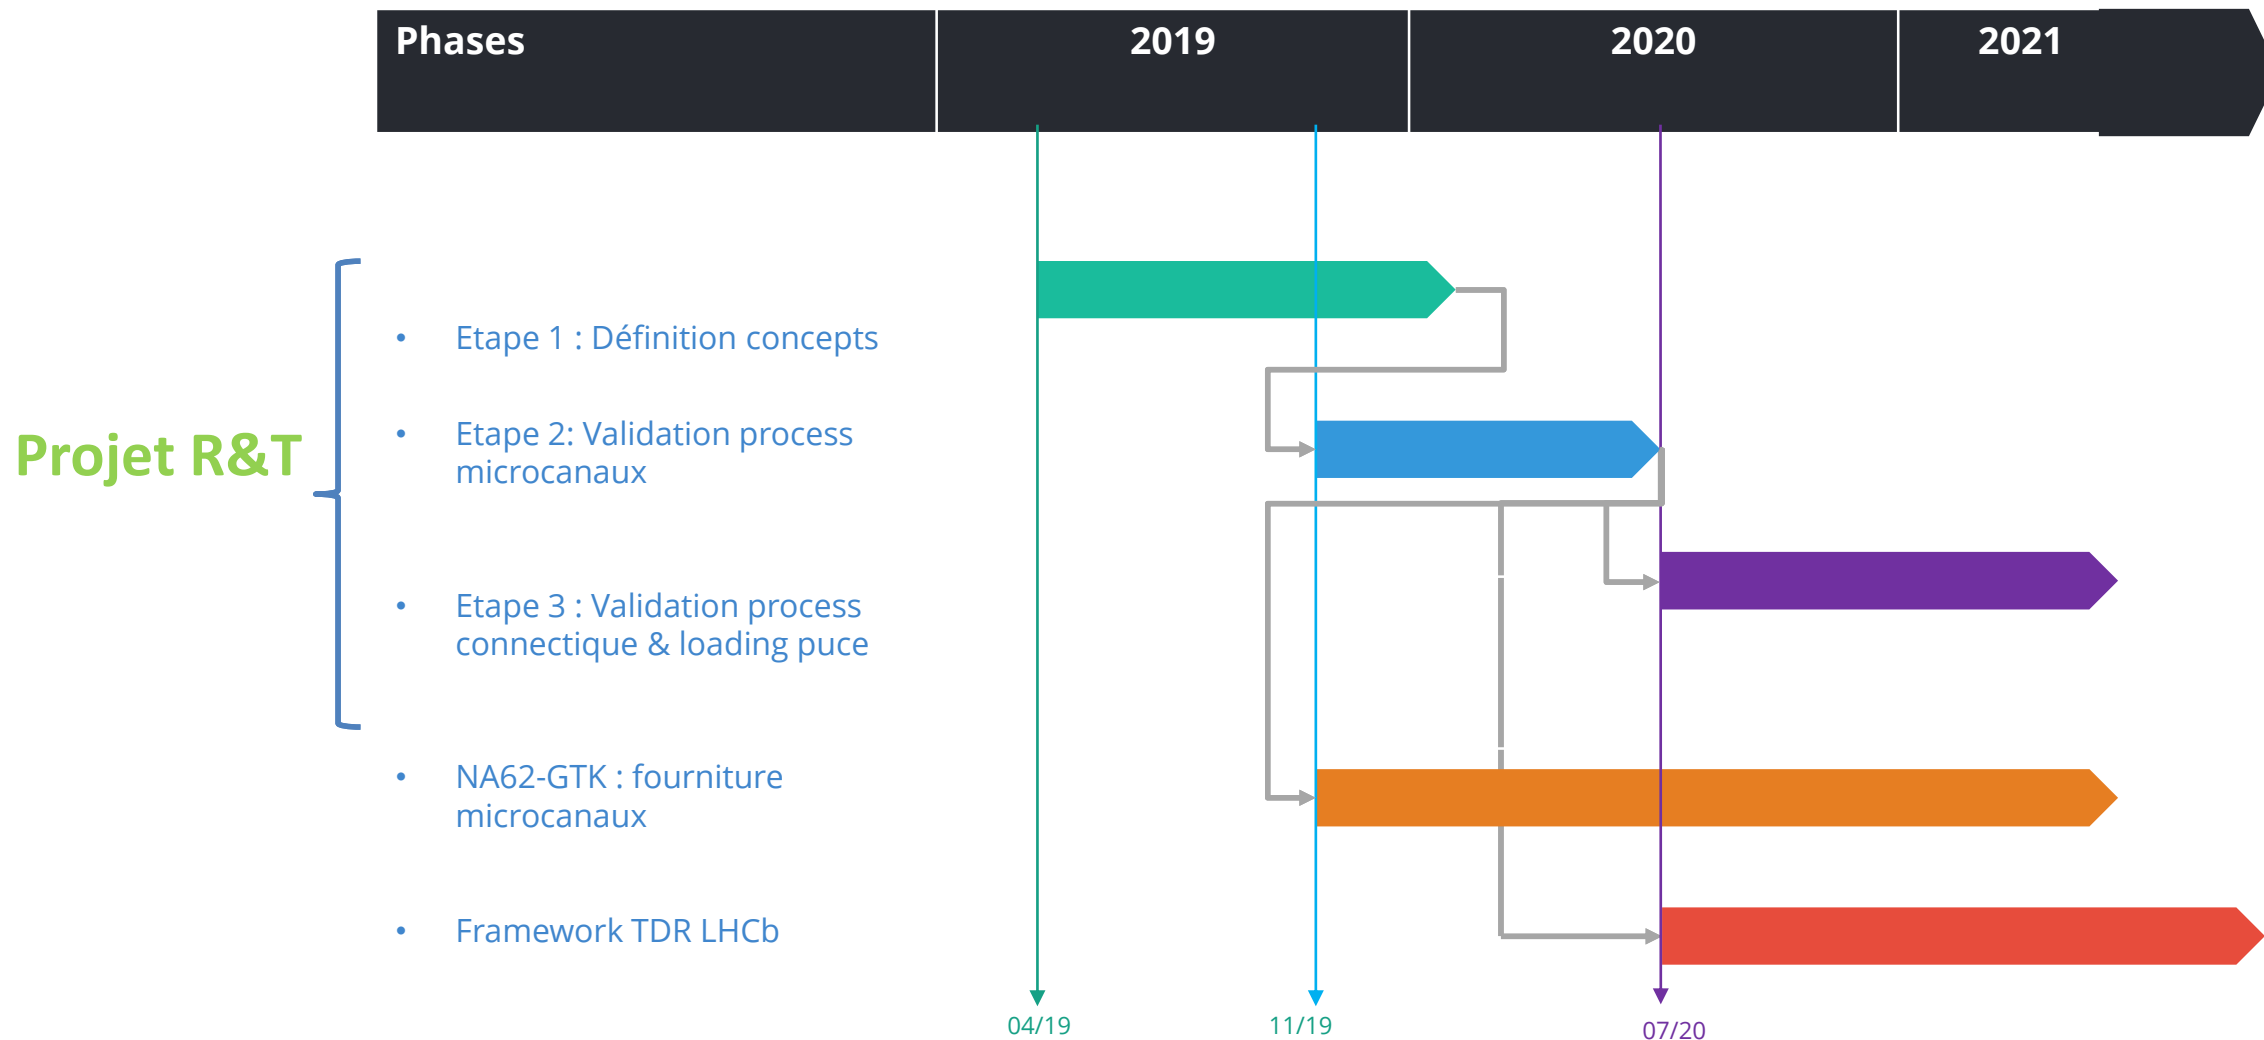 Phases
2019
2020
2021
Projet R&T
• Etape 1 : Définition concepts
• Etape 2: Validation process
microcanaux
• Etape 3 : Validation process
connectique & loading puce
• NA62-GTK : fourniture
microcanaux
• Framework TDR LHCb
04/19
11/19
07/20